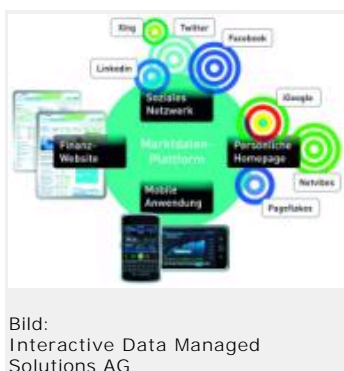 Xing
Twitter
Facebook
Linkedin
Soziales
Netzwerk
iGoogle
Finanz-
Website
Marktdaten-
Plattform
Persönliche
Homepage
Netvibes
Mobile
Anwendung
Pageflakes
Bild:
Interactive Data Managed
Solutions AG